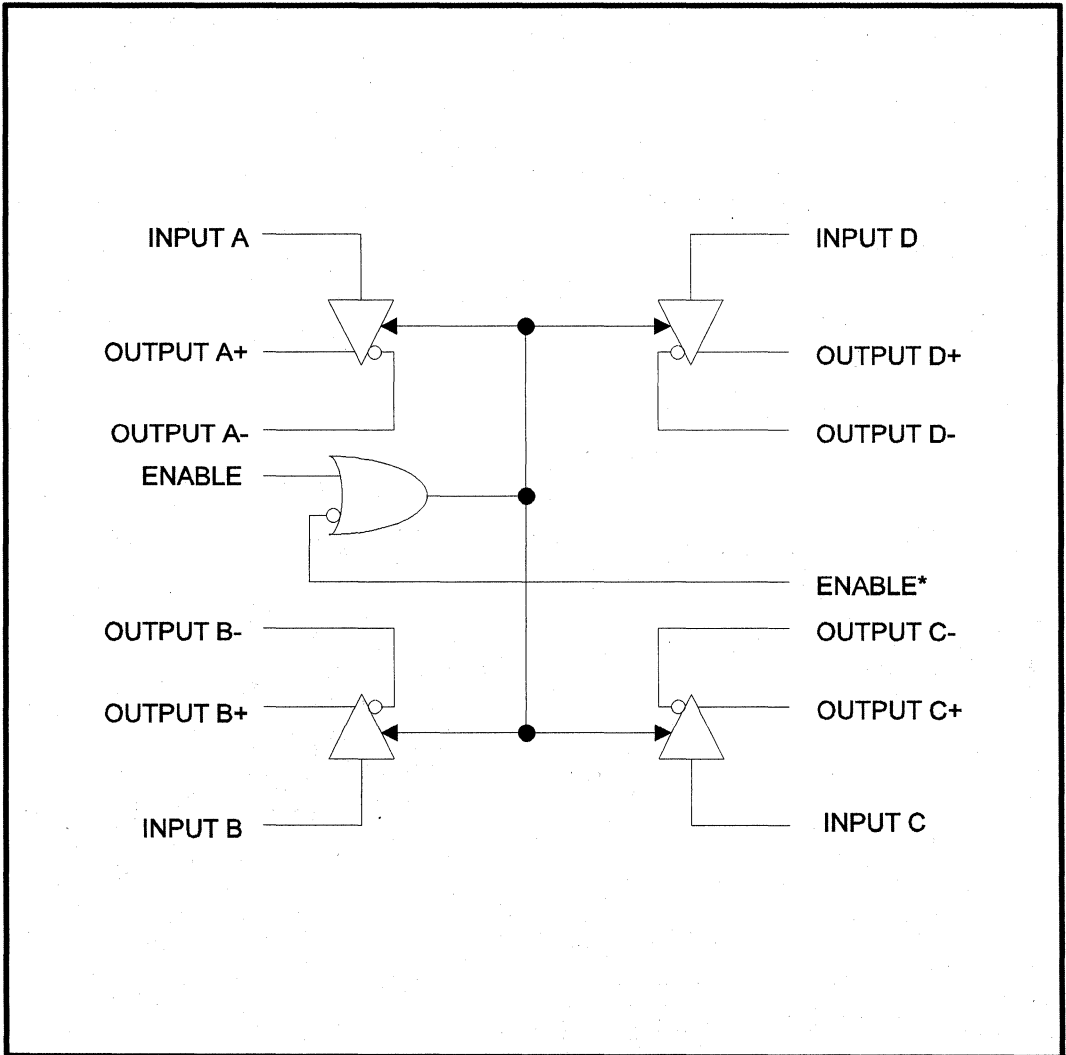 INPUT A
INPUT D
OUTPUT A+
OUTPUT D+
OUTPUT A-
OUTPUT D-
ENABLE
ENABLE*
OUTPUT B-
OUTPUT C-
OUTPUT B+
OUTPUT C+
INPUT B
INPUT C